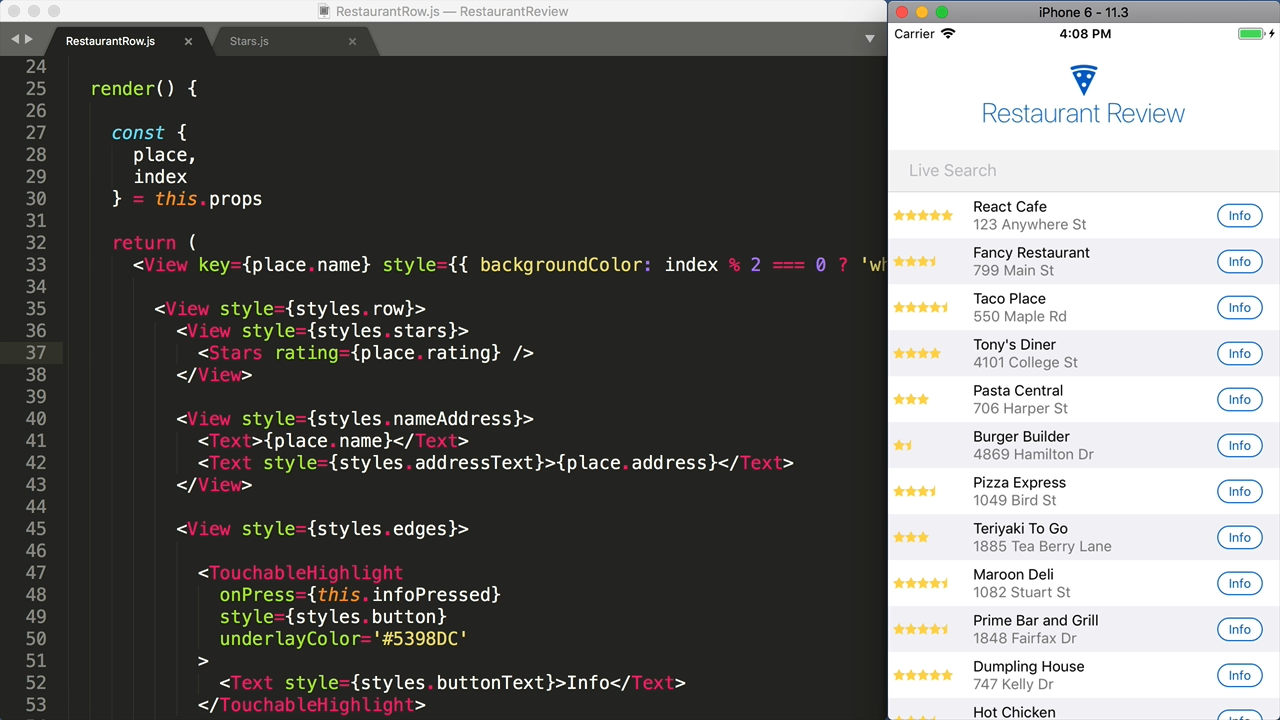 RestaurantRow.js — RestaurantReview
RestaurantRow.js ×
Stars.js ×
24
25 render() {
26
27 const {
28 place,
29 index
30 } = this.props
31
32 return (
33 <View key={place.name} style={{ backgroundColor: index % 2 === 0 ? 'wh
34
35 <View style={styles.row}>
36 <View style={styles.stars}>
37 <Stars rating={place.rating} />
38 </View>
39
40 <View style={styles.nameAddress}>
41 <Text>{place.name}</Text>
42 <Text style={styles.addressText}>{place.address}</Text>
43 </View>
44
45 <View style={styles.edges}>
46
47 <TouchableHighlight
48 onPress={this.infoPressed}
49 style={styles.button}
50 underlayColor='#5398DC'
51 >
52 <Text style={styles.buttonText}>Info</Text>
53 </TouchableHighlight>
iPhone 6 - 11.3
Carrier 4:08 PM
Restaurant Review
Live Search
React Cafe
123 Anywhere St
Info
Fancy Restaurant
799 Main St
Info
Taco Place
550 Maple Rd
Info
Tony's Diner
4101 College St
Info
Pasta Central
706 Harper St
Info
Burger Builder
4869 Hamilton Dr
Info
Pizza Express
1049 Bird St
Info
Teriyaki To Go
1885 Tea Berry Lane
Info
Maroon Deli
1082 Stuart St
Info
Prime Bar and Grill
1848 Fairfax Dr
Info
Dumpling House
747 Kelly Dr
Info
Hot Chicken